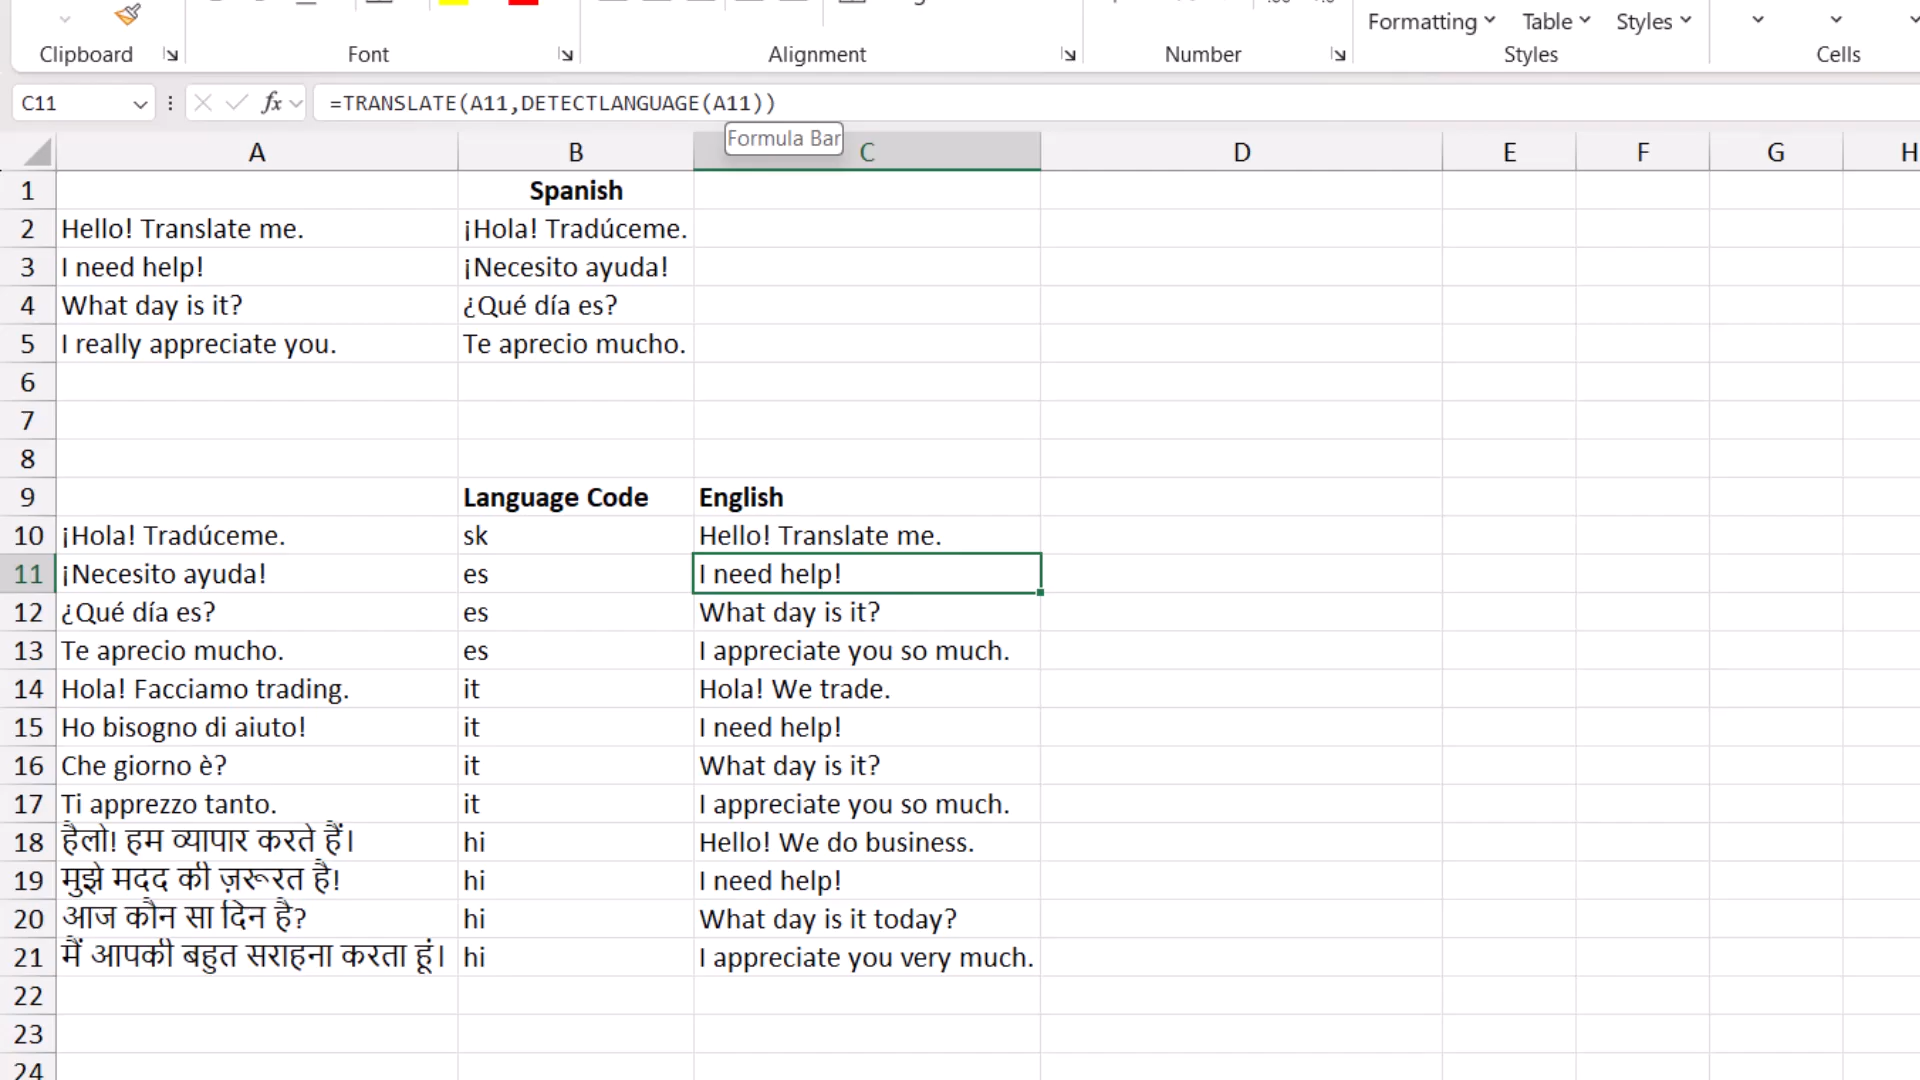 Formatting Table Styles
Clipboard Font Alignment Number Styles Cells
C11 fx =TRANSLATE(A11,DETECTLANGUAGE(A11))
Formula Bar
A B C D E F G H
1 Spanish
2 Hello! Translate me. ¡Hola! Tradúceme.
3 I need help! ¡Necesito ayuda!
4 What day is it? ¿Qué día es?
5 I really appreciate you. Te aprecio mucho.
6
7
8
9 Language Code English
10 ¡Hola! Tradúceme. sk Hello! Translate me.
11 ¡Necesito ayuda! es I need help!
12 ¿Qué día es? es What day is it?
13 Te aprecio mucho. es I appreciate you so much.
14 Hola! Facciamo trading. it Hola! We trade.
15 Ho bisogno di aiuto! it I need help!
16 Che giorno è? it What day is it?
17 Ti apprezzo tanto. it I appreciate you so much.
18 हैलो! हम व्यापार करते हैं। hi Hello! We do business.
19 मुझे मदद की ज़रूरत है! hi I need help!
20 आज कौन सा दिन है? hi What day is it today?
21 मैं आपकी बहुत सराहना करता हूं। hi I appreciate you very much.
22
23
24